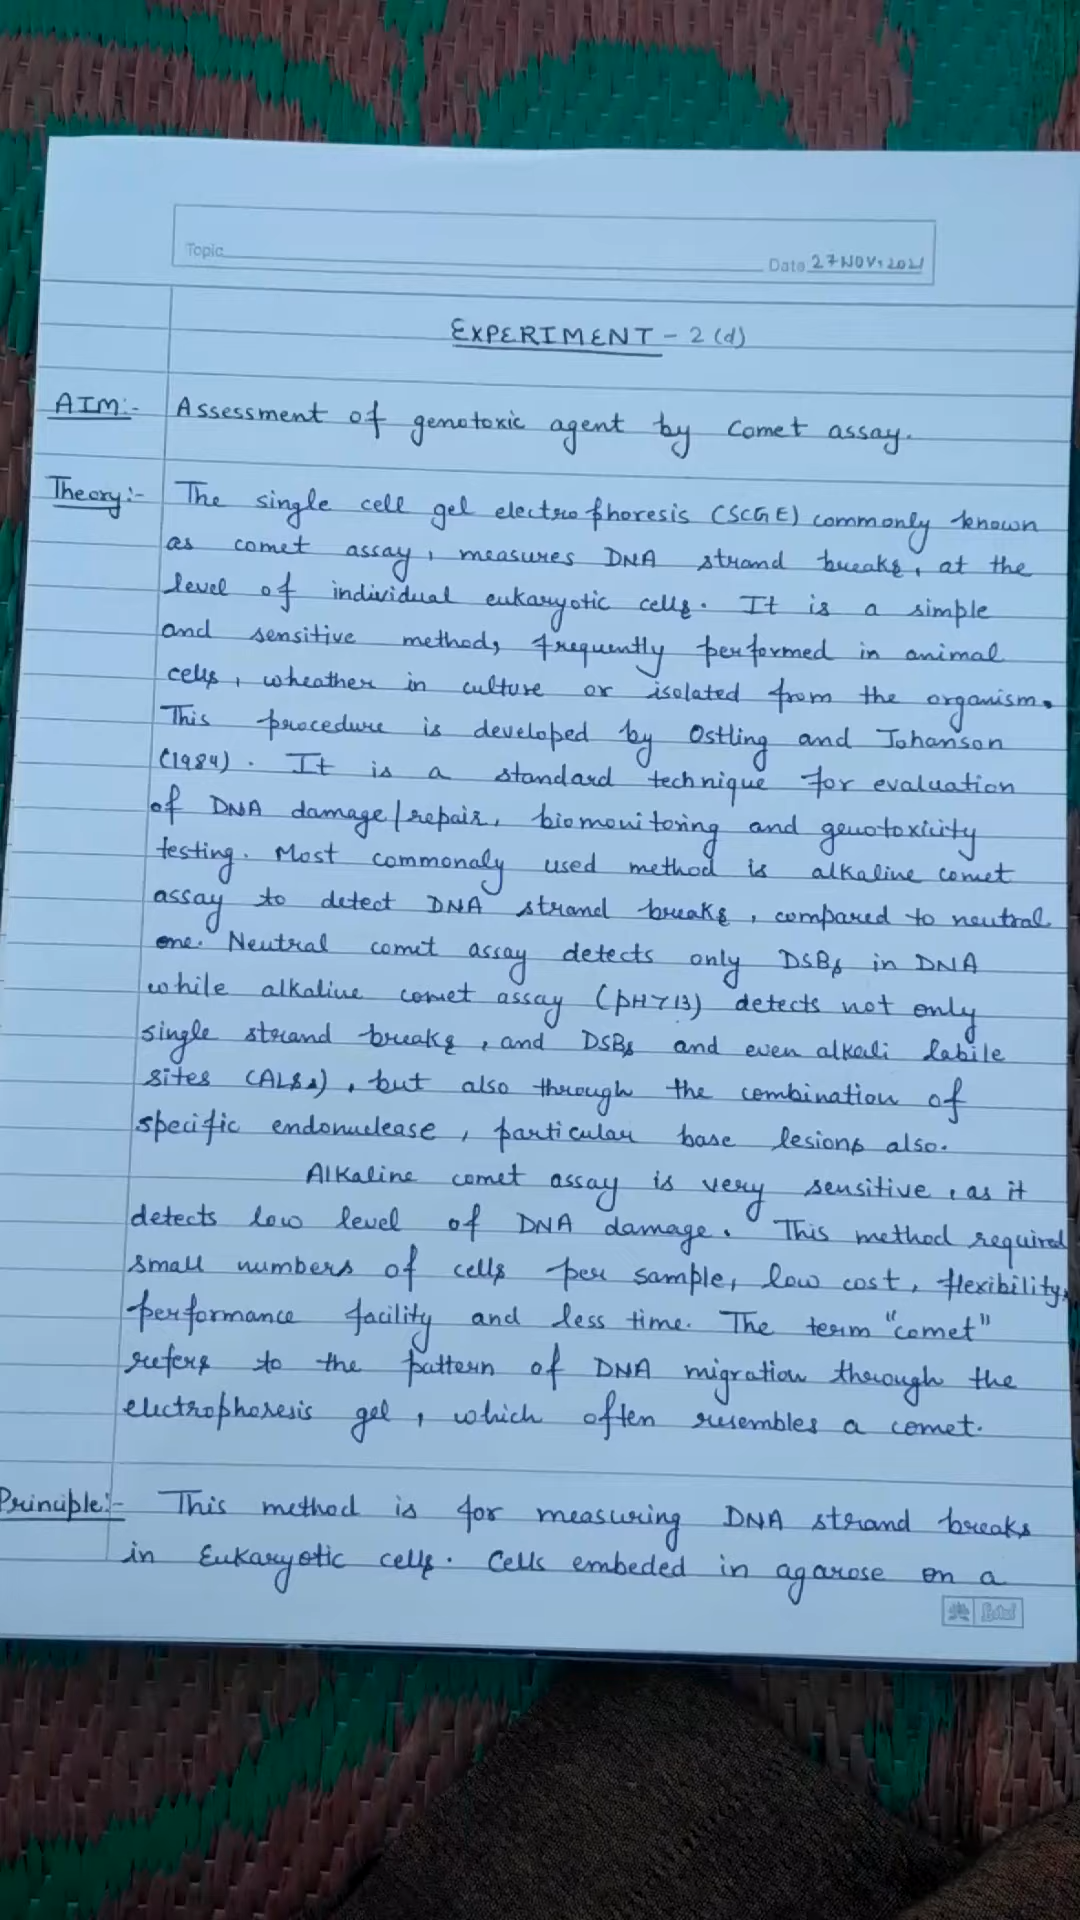 Topic
Date 27 NOV, 2021
EXPERIMENT - 2 (d)
AIM:- Assessment of genotoxic agent by Comet assay.
Theory:- The single cell gel electrophoresis (SCGE) commonly known
as comet assay, measures DNA strand breaks, at the
level of individual eukaryotic cells. It is a simple
and sensitive method, frequently performed in animal
cells, wheather in culture or isolated from the organism.
This procedure is developed by Ostling and Johanson
(1984). It is a standard technique for evaluation
of DNA damage/repair, biomonitoring and genotoxicity
testing. Most commonaly used method is alkaline comet
assay to detect DNA strand breaks, compared to neutral
one. Neutral comet assay detects only DSBs in DNA
while alkaline comet assay (pH>13) detects not only
single strand breaks, and DSBs and even alkali labile
sites (ALSs), but also through the combination of
specific endonuclease, particular base lesions also.
Alkaline comet assay is very sensitive, as it
detects low level of DNA damage. This method required
small numbers of cells per sample, low cost, flexibility,
performance facility and less time. The term "comet"
refers to the pattern of DNA migration through the
electrophoresis gel, which often resembles a comet.
Principle:- This method is for measuring DNA strand breaks
in Eukaryotic cells. Cells embeded in agarose on a